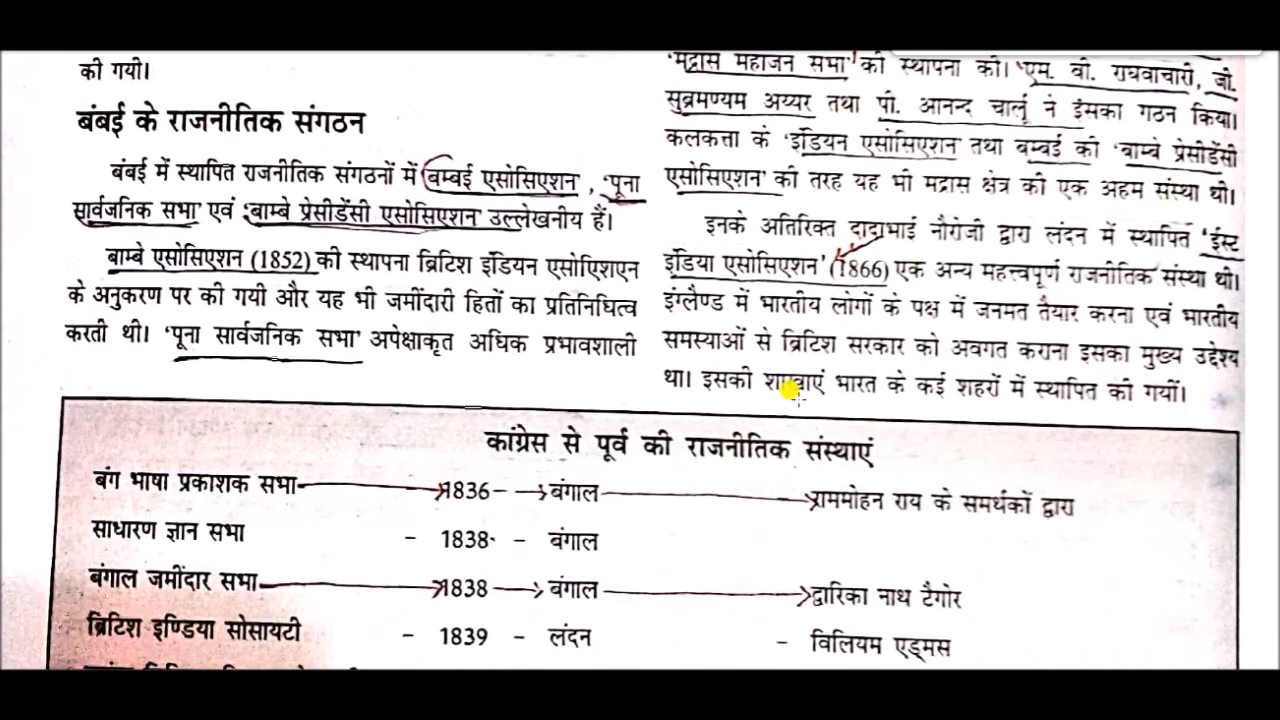 की गयी।
बंबई के राजनीतिक संगठन
बंबई में स्थापित राजनीतिक संगठनों में बम्बई एसोसिएशन , 'पूना
सार्वजनिक सभा' एवं 'बाम्बे प्रेसीडेंसी एसोसिएशन' उल्लेखनीय हैं।
बाम्बे एसोसिएशन (1852) की स्थापना ब्रिटिश इंडियन एसोएिशएन
के अनुकरण पर की गयी और यह भी जमींदारी हितों का प्रतिनिधित्व
करती थी। 'पूना सार्वजनिक सभा' अपेक्षाकृत अधिक प्रभावशाली
'मद्रास महाजन सभा' की स्थापना की। 'एम. वी. राघवाचारी, जी.
सुब्रमण्यम अय्यर तथा पी. आनन्द चार्लू ने इसका गठन किया।
कलकत्ता के 'इंडियन एसोसिएशन' तथा बम्बई की 'बाम्बे प्रेसीडेंसी
एसोसिएशन' की तरह यह भी मद्रास क्षेत्र की एक अहम संस्था थी।
इनके अतिरिक्त दादाभाई नौरोजी द्वारा लंदन में स्थापित 'ईस्ट
इंडिया एसोसिएशन' (1866) एक अन्य महत्त्वपूर्ण राजनीतिक संस्था थी।
इंग्लैण्ड में भारतीय लोगों के पक्ष में जनमत तैयार करना एवं भारतीय
समस्याओं से ब्रिटिश सरकार को अवगत कराना इसका मुख्य उद्देश्य
था। इसकी शाखाएं भारत के कई शहरों में स्थापित की गयीं।
कांग्रेस से पूर्व की राजनीतिक संस्थाएं
बंग भाषा प्रकाशक सभा 1836 - बंगाल राममोहन राय के समर्थकों द्वारा
साधारण ज्ञान सभा - 1838 - बंगाल
बंगाल जमींदार सभा 1838 बंगाल द्वारिका नाथ टैगोर
ब्रिटिश इण्डिया सोसायटी - 1839 - लंदन - विलियम एड्मस